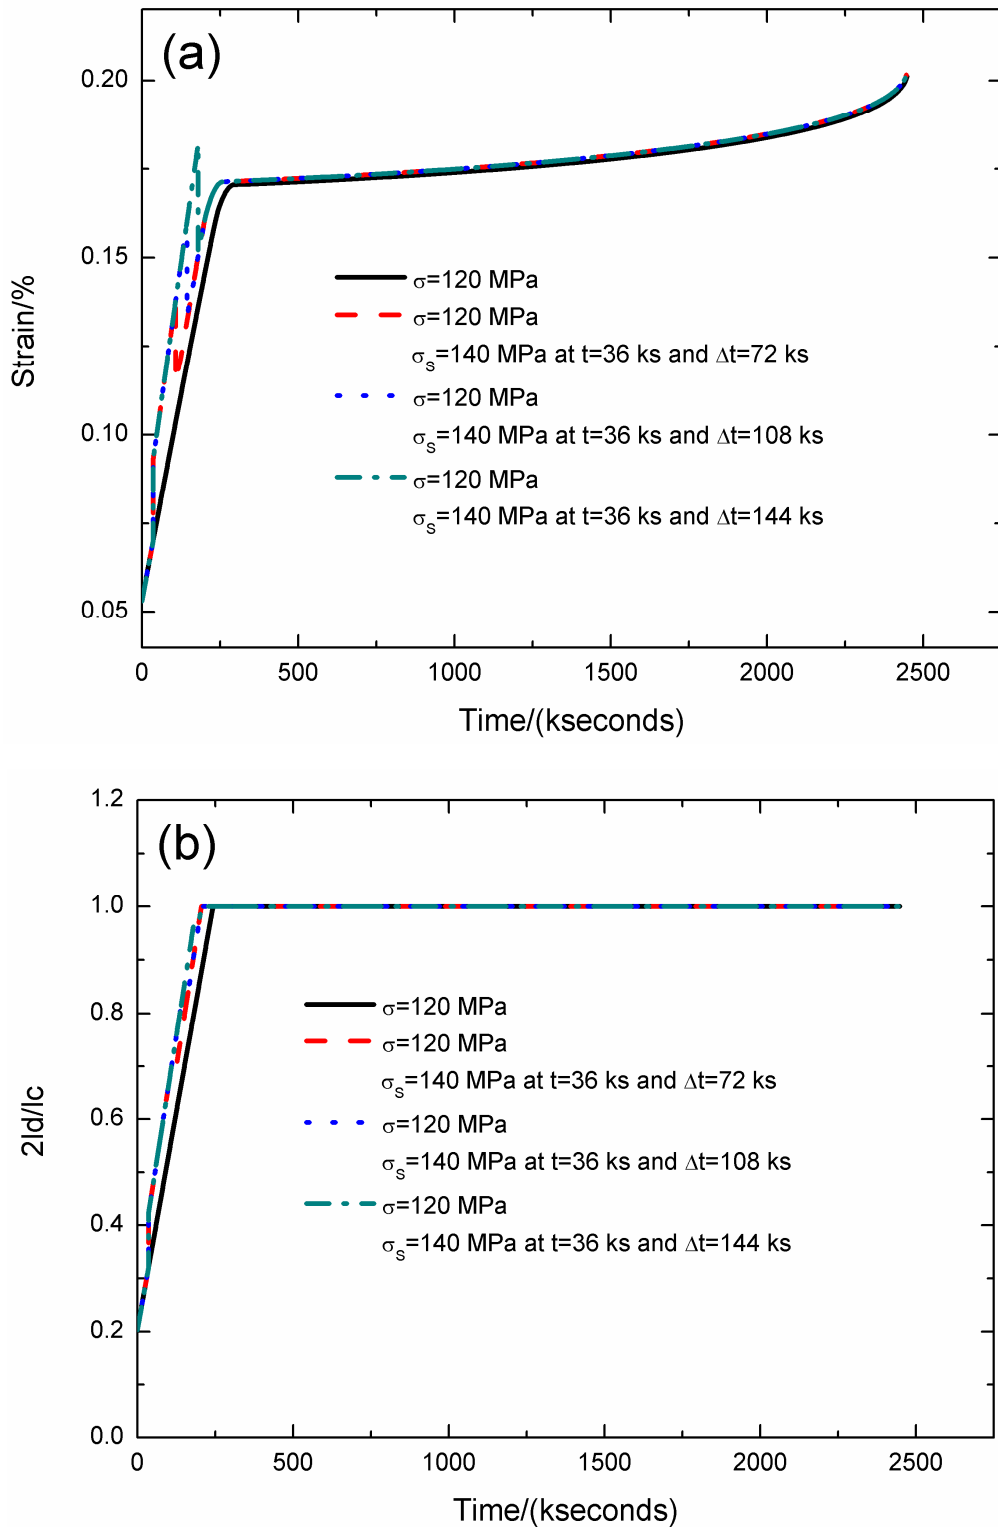 (a)
0.20
0.15
0.10
0.05
Strain/%
σ=120 MPa
σ=120 MPa
σS=140 MPa at t=36 ks and Δt=72 ks
σ=120 MPa
σS=140 MPa at t=36 ks and Δt=108 ks
σ=120 MPa
σS=140 MPa at t=36 ks and Δt=144 ks
0 500 1000 1500 2000 2500
Time/(kseconds)
(b)
1.2
1.0
0.8
0.6
0.4
0.2
0.0
2ld/lc
σ=120 MPa
σ=120 MPa
σS=140 MPa at t=36 ks and Δt=72 ks
σ=120 MPa
σS=140 MPa at t=36 ks and Δt=108 ks
σ=120 MPa
σS=140 MPa at t=36 ks and Δt=144 ks
0 500 1000 1500 2000 2500
Time/(kseconds)